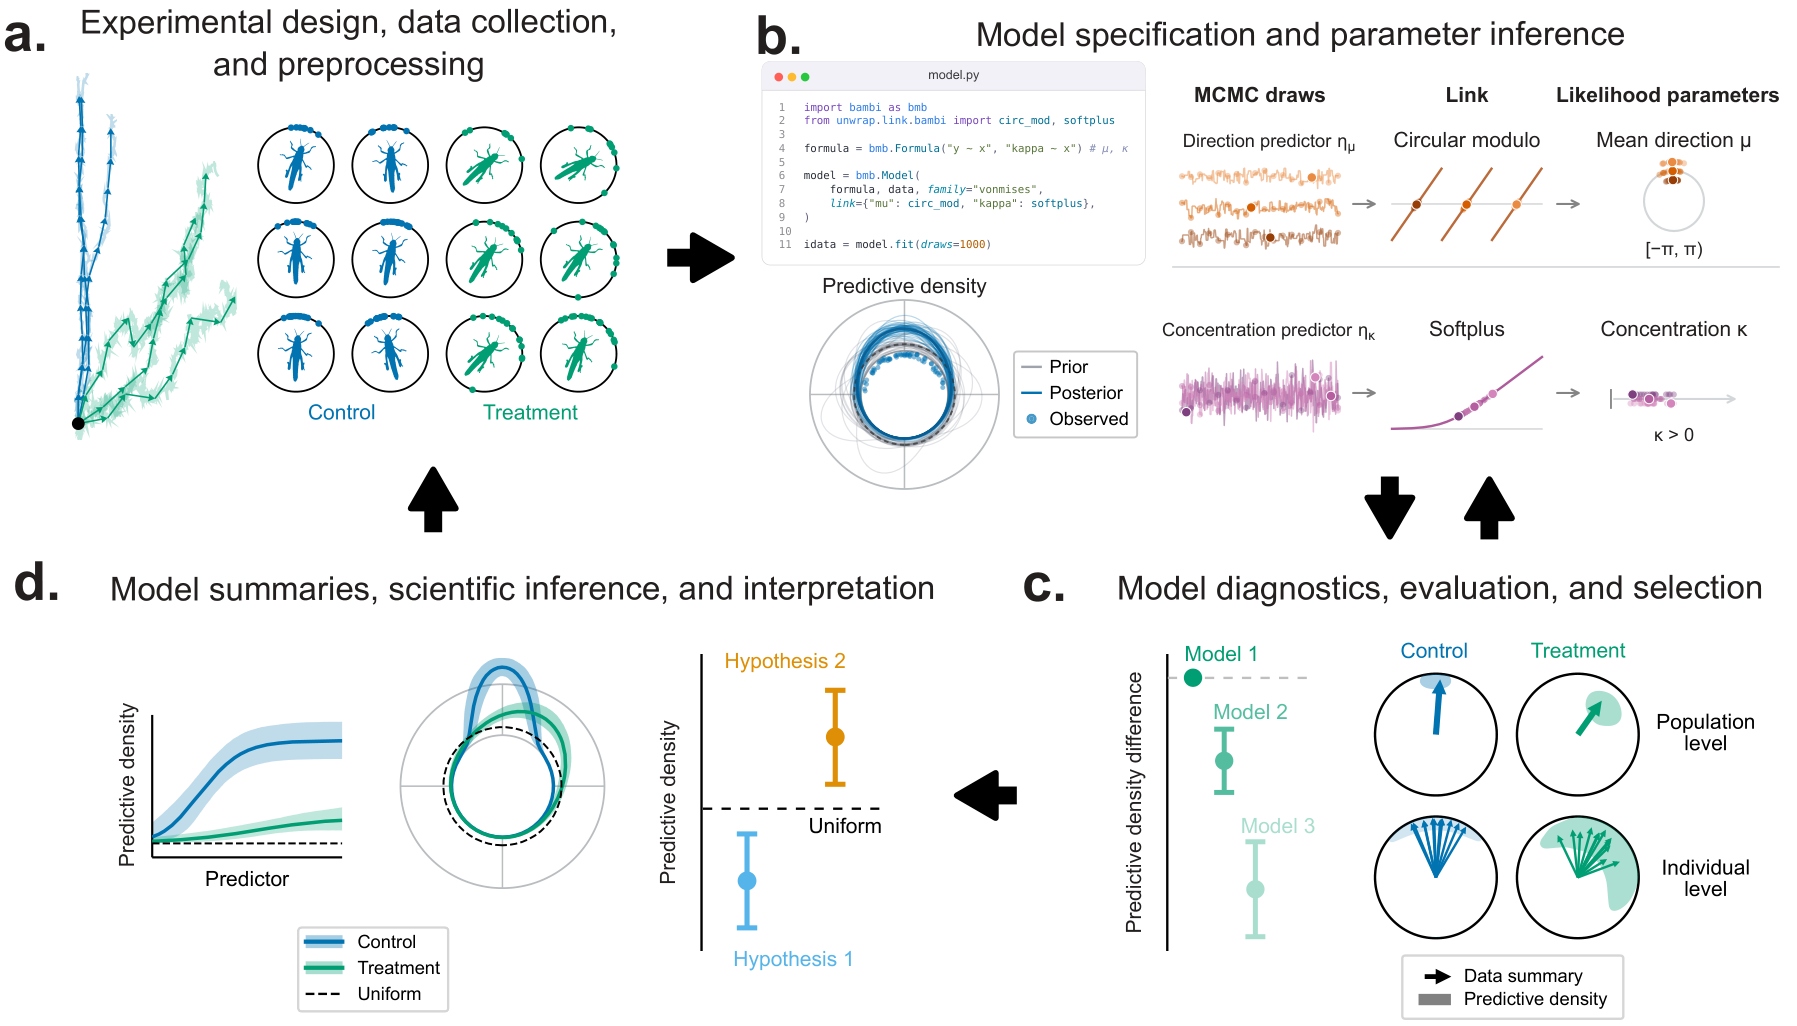 a.
Experimental design, data collection,
and preprocessing
Control
Treatment
b.
Model specification and parameter inference
model.py
1 import bambi as bmb
2 from unwrap.link.bambi import circ_mod, softplus
3
4 formula = bmb.Formula("y ~ x", "kappa ~ x") # μ, κ
5
6 model = bmb.Model(
7 formula, data, family="vonmises",
8 link={"mu": circ_mod, "kappa": softplus},
9 )
10
11 idata = model.fit(draws=1000)
Predictive density
Prior
Posterior
Observed
MCMC draws
Link
Likelihood parameters
Direction predictor ημ
Circular modulo
Mean direction μ
[−π, π)
Concentration predictor ηκ
Softplus
Concentration κ
κ > 0
c.
Model diagnostics, evaluation, and selection
Predictive density difference
Model 1
Model 2
Model 3
Control
Treatment
Population
level
Individual
level
Data summary
Predictive density
d.
Model summaries, scientific inference, and interpretation
Predictive density
Predictor
Control
Treatment
Uniform
Predictive density
Hypothesis 2
Uniform
Hypothesis 1